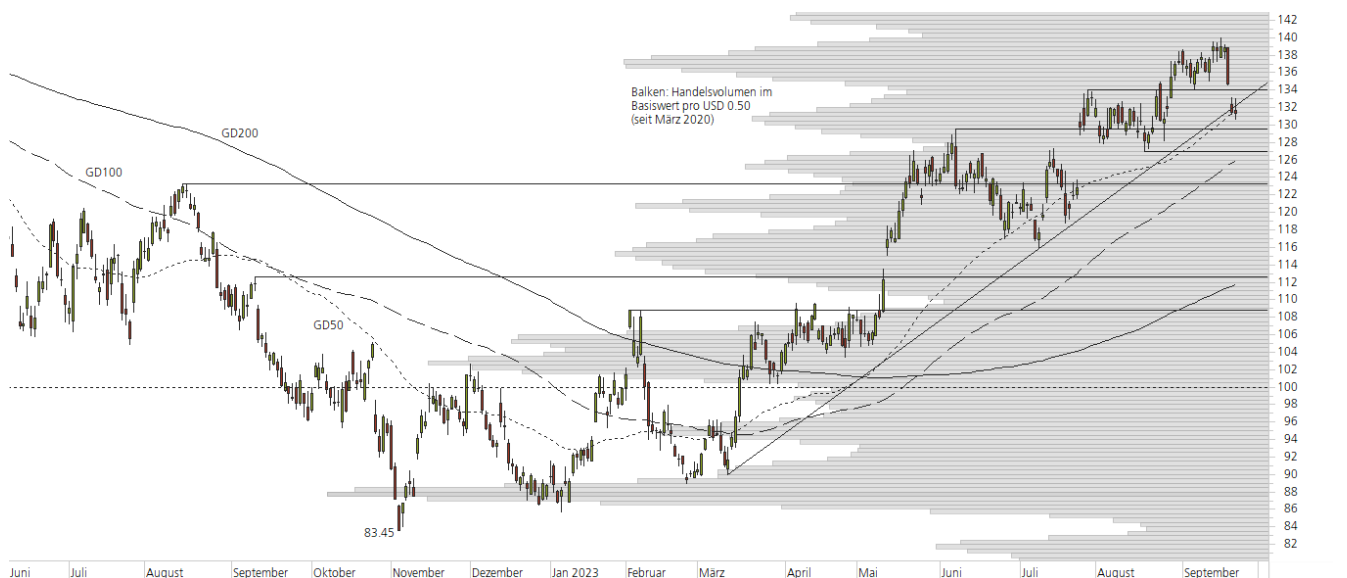 142
140
138
136
134
132
130
128
126
124
122
120
118
116
114
112
110
108
106
104
102
100
98
96
94
92
90
88
86
84
82
Balken: Handelsvolumen im
Basiswert pro USD 0.50
(seit März 2020)
GD200
GD100
GD50
83.45
Juni
Juli
August
September
Oktober
November
Dezember
Jan 2023
Februar
März
April
Mai
Juni
Juli
August
September